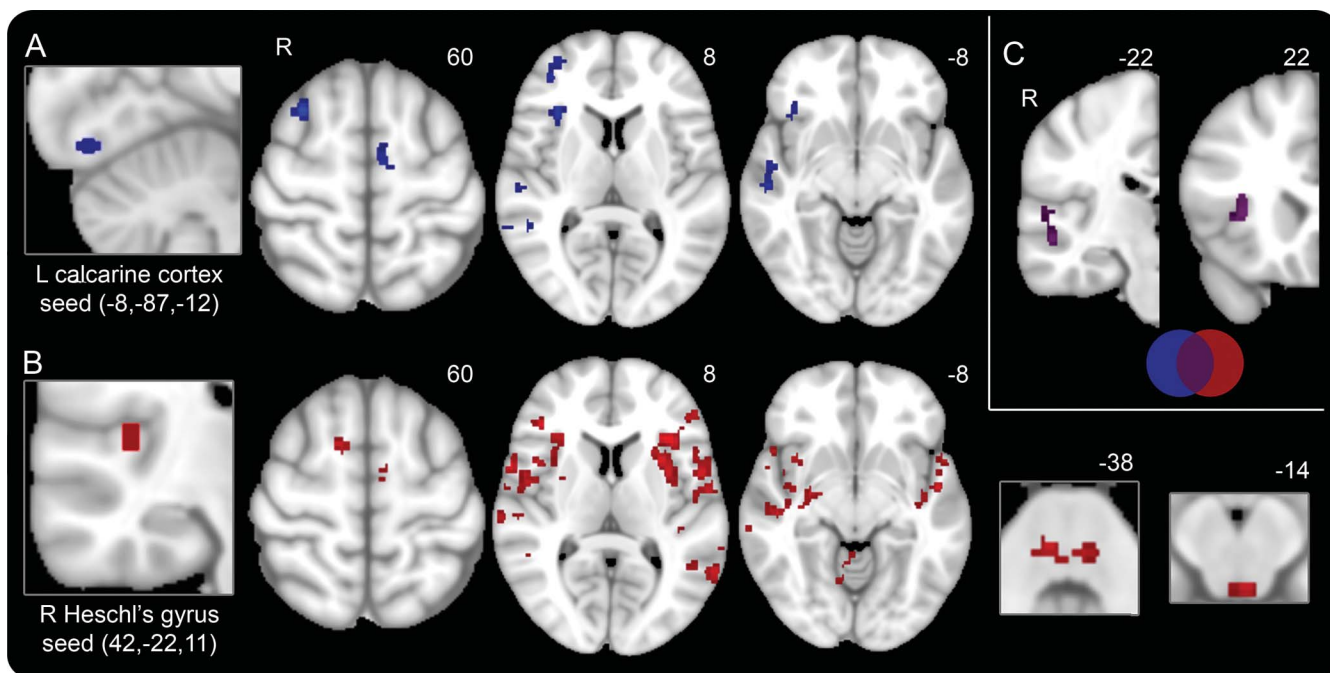 A
R
60
8
-8
L calcarine cortex
seed (-8,-87,-12)
B
60
8
-8
R Heschl's gyrus
seed (42,-22,11)
C
-22
22
R
-38
-14